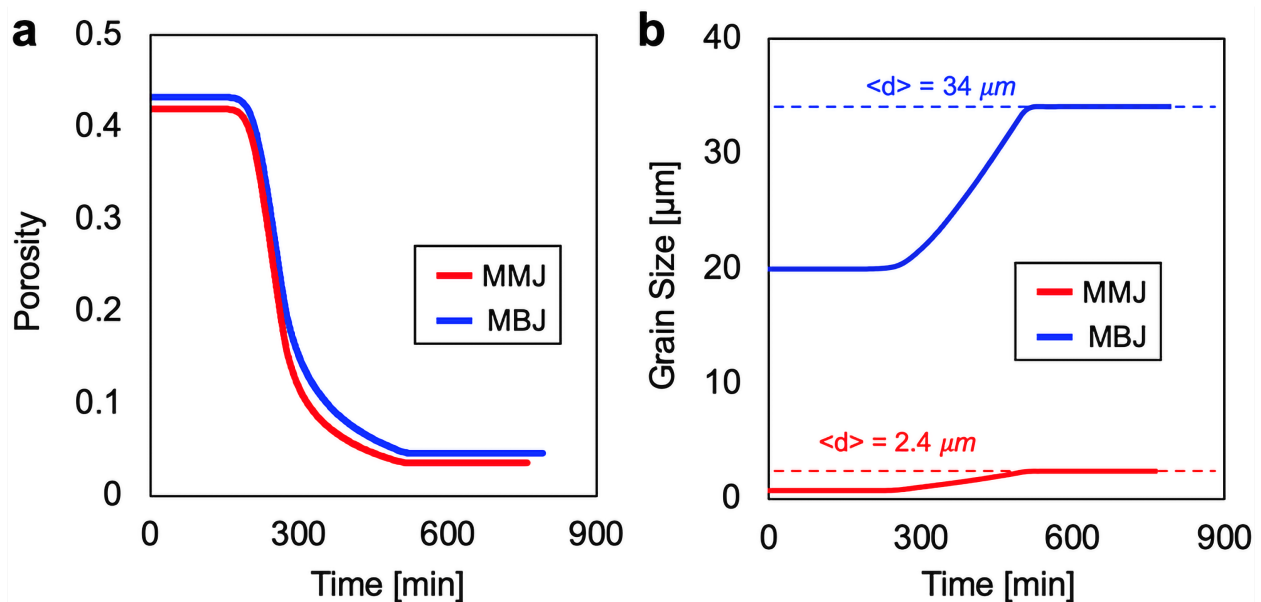 a
0.5
0.4
0.3
0.2
0.1
0
Porosity
MMJ
MBJ
0 300 600 900
Time [min]
b
40
30
20
10
0
Grain Size [µm]
<d> = 34 µm
MMJ
MBJ
<d> = 2.4 µm
0 300 600 900
Time [min]